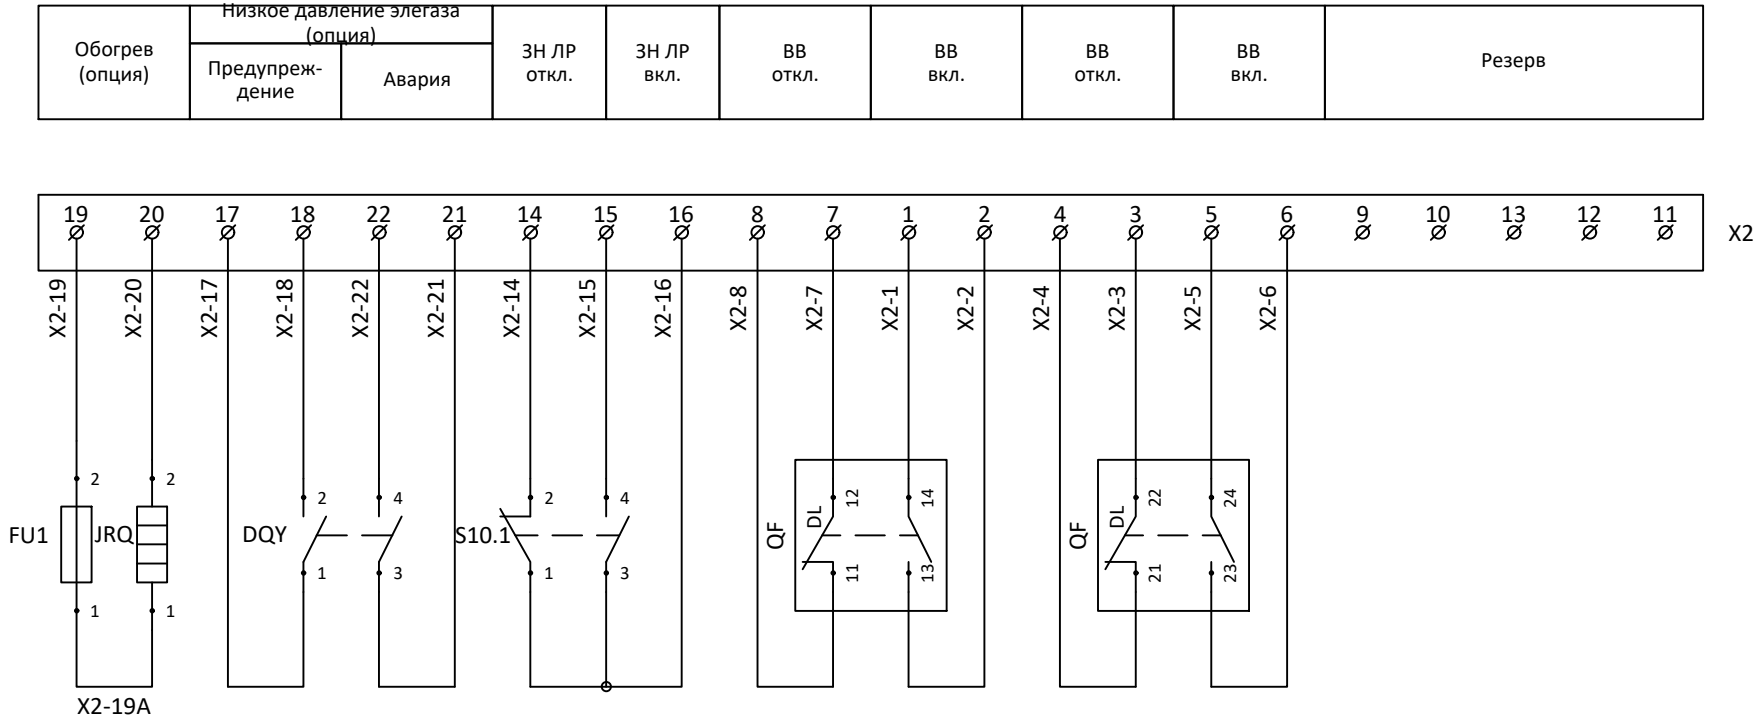 Обогрев
(опция)
Низкое давление элегаза
(опция)
Предупреж-
дение
Авария
ЗН ЛР
откл.
ЗН ЛР
вкл.
ВВ
откл.
ВВ
вкл.
ВВ
откл.
ВВ
вкл.
Резерв
19 20 17 18 22 21 14 15 16 8 7 1 2 4 3 5 6 9 10 13 12 11
X2
X2-19 X2-20 X2-17 X2-18 X2-22 X2-21 X2-14 X2-15 X2-16 X2-8 X2-7 X2-1 X2-2 X2-4 X2-3 X2-5 X2-6
2 2 2 4 2 4 12 14 22 24
FU1 JRQ DQY S10.1 QF DL QF DL
1 3 1 3 11 13 21 23
1 1
X2-19A